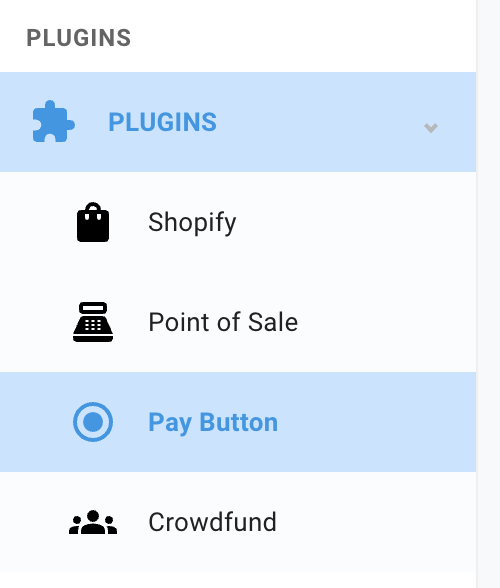 PLUGINS
PLUGINS
Shopify
Point of Sale
Pay Button
Crowdfund